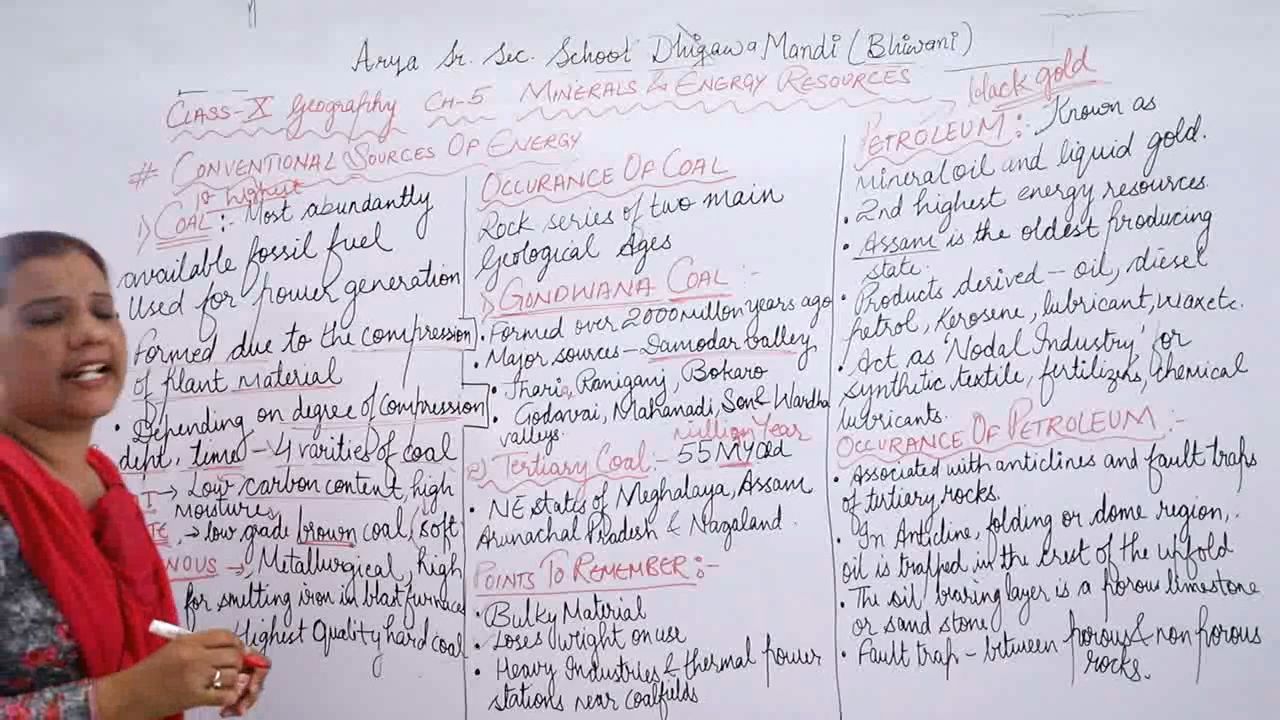 Arya Sr. Sec. School Dhigawa Mandi (Bhiwani)
CLASS-X Geography CH-5 MINERALS & ENERGY RESOURCES
# CONVENTIONAL SOURCES OF ENERGY
1st highest
1) COAL :- Most abundantly
available fossil fuel
Used for power generation
Formed due to the compression
of plant material
• Depending on degree of compression
dept, time - 4 varities of coal
T → Low carbon content, high
moisture
TE → low grade brown coal, soft
NOUS → Metallurgical, high
for smelting iron in blast furnace
Highest Quality hard coal
OCCURANCE OF COAL
Rock series of two main
Geological Ages
1) GONDWANA COAL :-
• Formed over 2000 Million years ago
• Major sources - Damodar valley
• Jharia, Raniganj, Bokaro
• Godavai, Mahanadi, Son & Wardha
valleys.
million Year
2) TERTIARY COAL :- 55 MY Old
• NE states of Meghalaya, Assam
Arunachal Pradesh & Nagaland.
POINTS TO REMEMBER :-
• Bulky Material
• Loses wright on use
• Heavy Industries & thermal power
stations near coalfields
black gold
PETROLEUM :- Known as
mineral oil and liquid gold.
• 2nd highest energy resources.
• Assam is the oldest producing
state.
• Products derived - oil, diesel
petrol, Kerosene, lubricant, wax etc.
• Act as 'Nodal Industry' for
synthetic textile, fertilizers, chemical
lubricants.
OCCURANCE OF PETROLEUM :-
• Associated with anticlines and fault traps
of tertiary rocks.
• In Anticline, folding or dome region,
oil is trapped in the crest of the upfold
• The oil bearing layer is a porous limestone
or sand stone
• Fault trap - between porous & non porous
rocks.